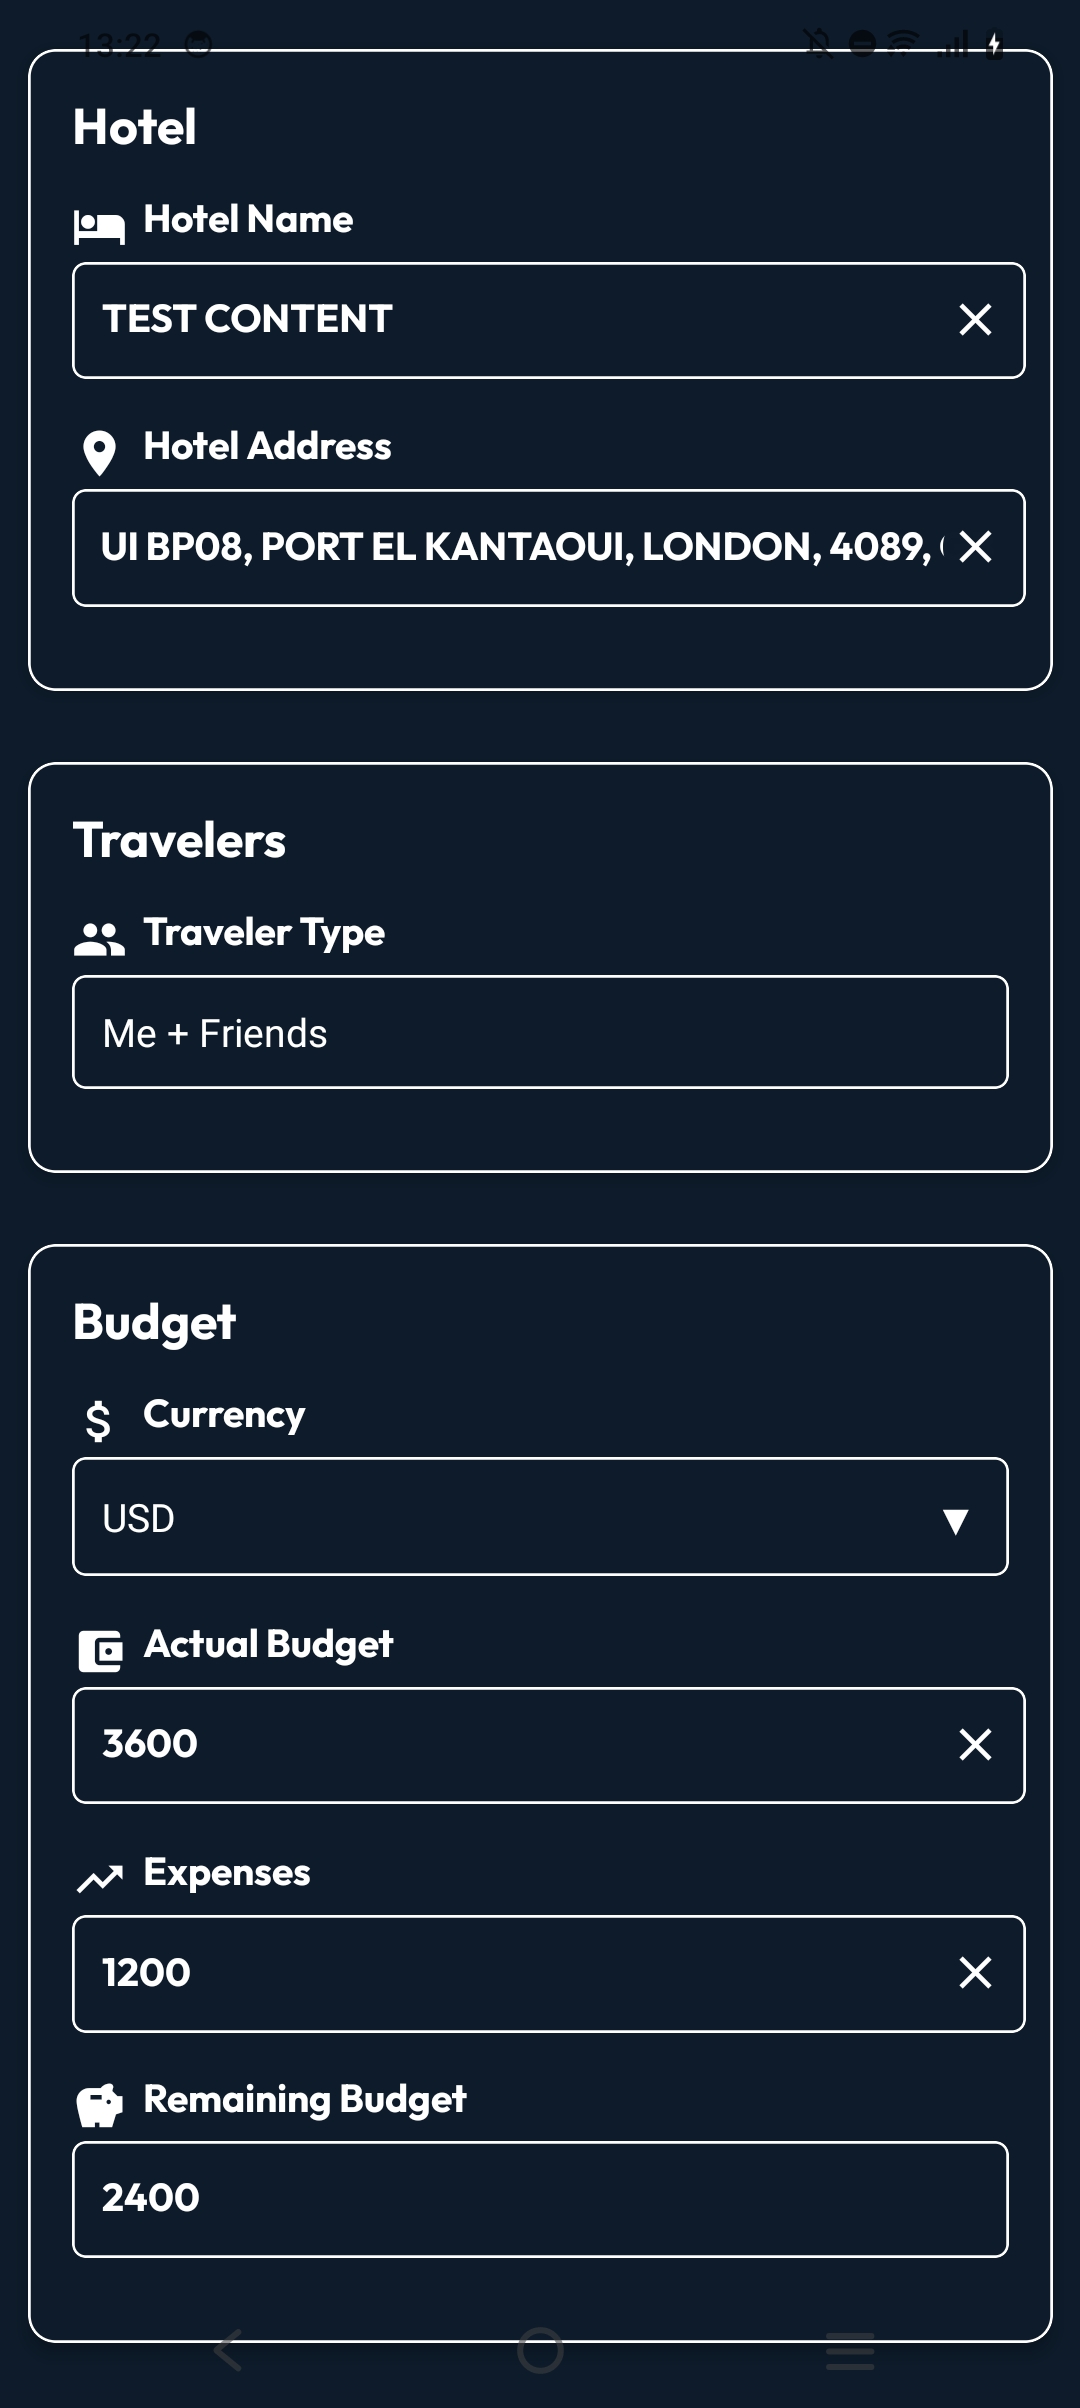 13:22
Hotel
Hotel Name
TEST CONTENT
Hotel Address
UI BP08, PORT EL KANTAOUI, LONDON, 4089,
Travelers
Traveler Type
Me + Friends
Budget
$ Currency
USD
Actual Budget
3600
Expenses
1200
Remaining Budget
2400